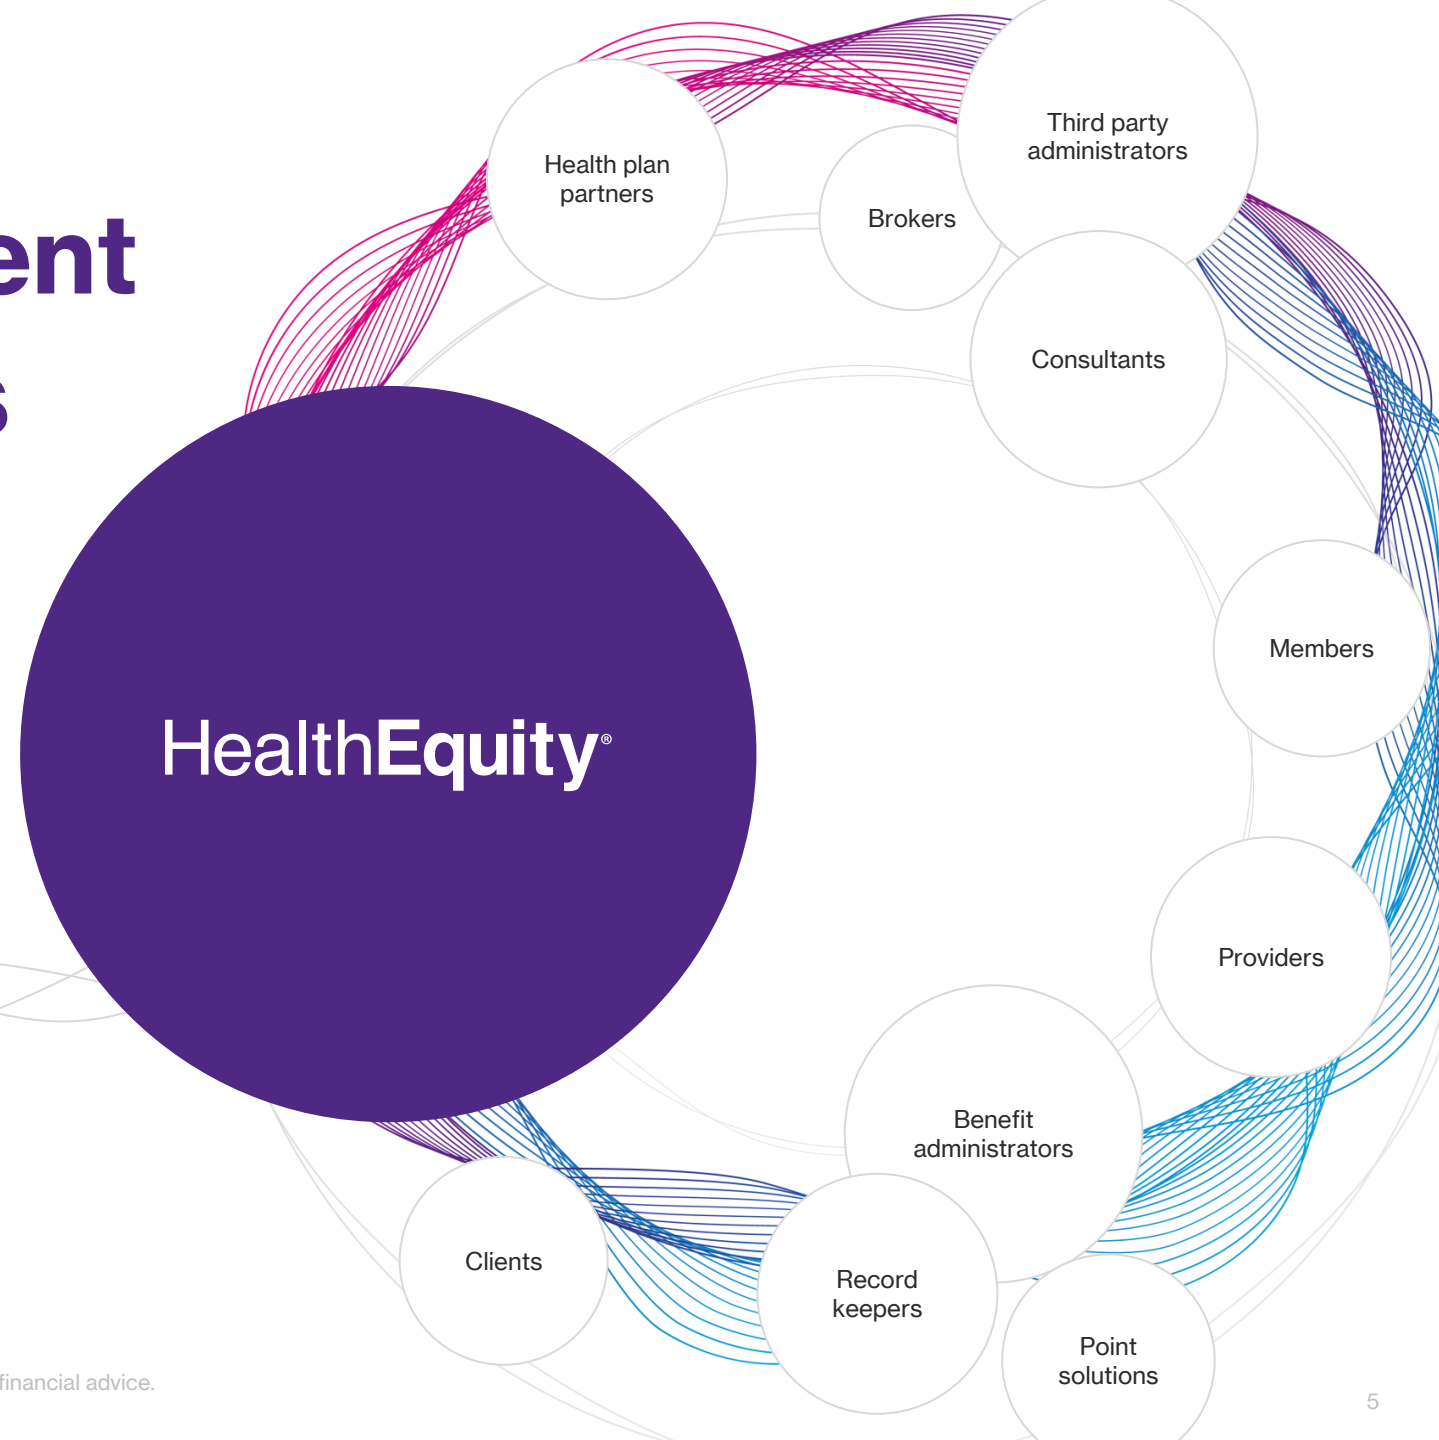 Third party
administrators
Health plan
partners
Brokers
ent
s
Consultants
Members
HealthEquity®
Providers
Benefit
administrators
Clients
Record
keepers
Point
solutions
financial advice.
5